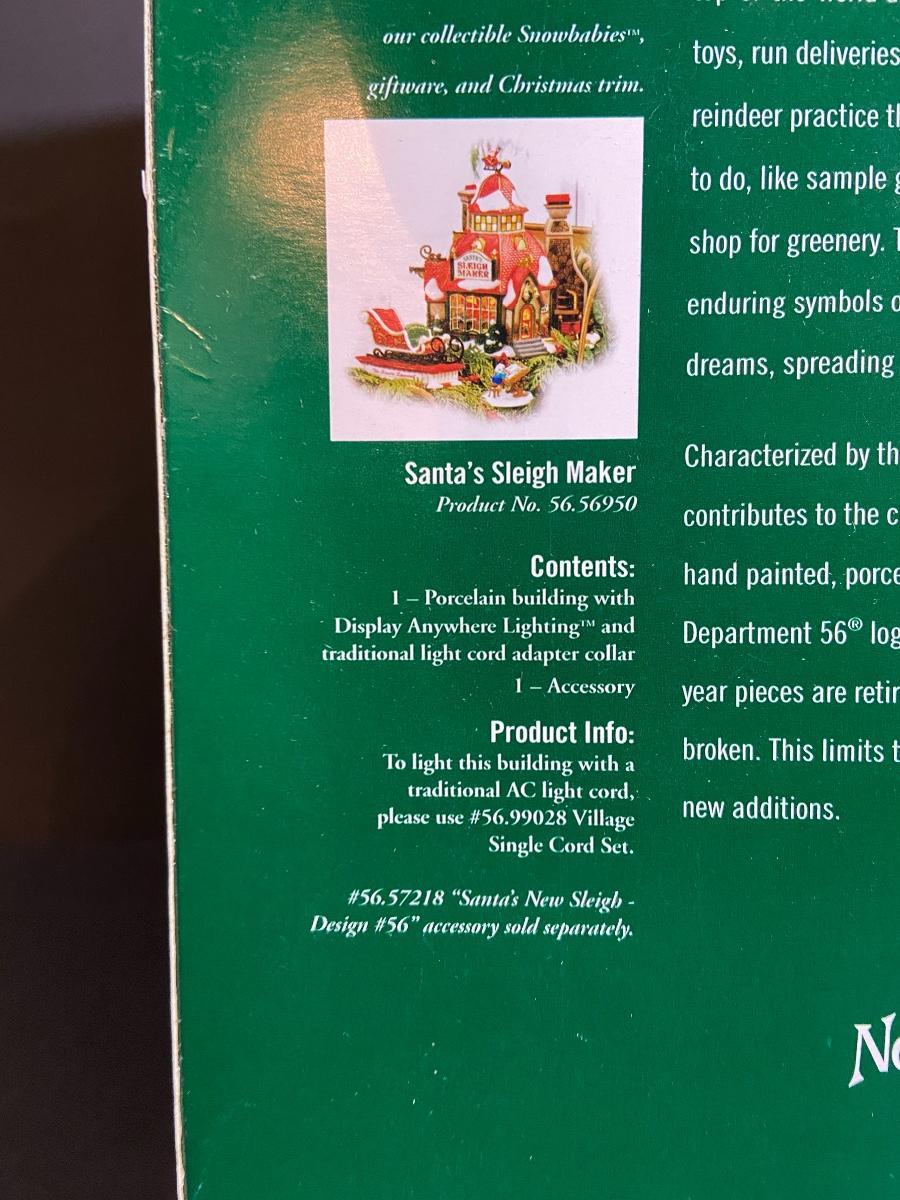 our collectible Snowbabies™,
giftware, and Christmas trim.
SANTA'S
SLEIGH
MAKER
Santa's Sleigh Maker
Product No. 56.56950
Contents:
1 – Porcelain building with
Display Anywhere Lighting™ and
traditional light cord adapter collar
1 – Accessory
Product Info:
To light this building with a
traditional AC light cord,
please use #56.99028 Village
Single Cord Set.
#56.57218 “Santa's New Sleigh -
Design #56” accessory sold separately.
toys, run deliveries
reindeer practice
to do, like sample
shop for greenery.
enduring symbols
dreams, spreading
Characterized by
contributes to the
hand painted,
Department 56®
year pieces are
broken. This limits
new additions.